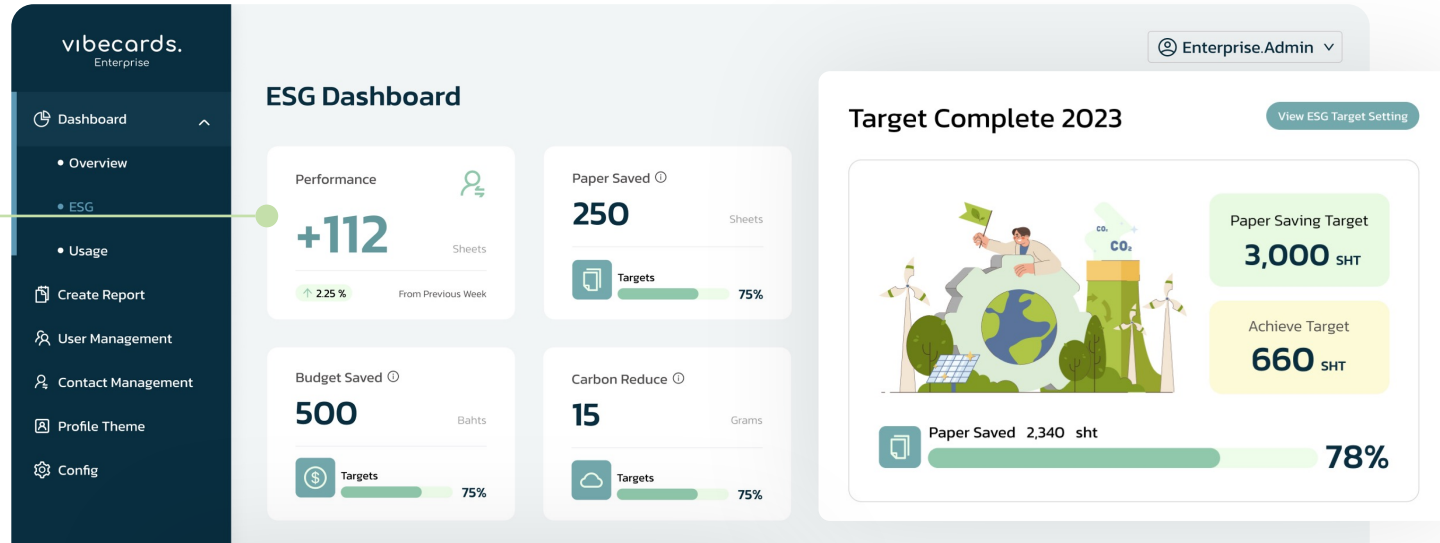 vibecards.
Enterprise
Dashboard
Overview
ESG
Usage
Create Report
User Management
Contact Management
Profile Theme
Config
Enterprise.Admin
ESG Dashboard
Performance
+112
Sheets
2.25 %
From Previous Week
Paper Saved
250
Sheets
Targets
75%
Budget Saved
500
Bahts
Targets
75%
Carbon Reduce
15
Grams
Targets
75%
Target Complete 2023
View ESG Target Setting
CO₂
CO₂
Paper Saving Target
3,000 SHT
Achieve Target
660 SHT
Paper Saved 2,340 sht
78%